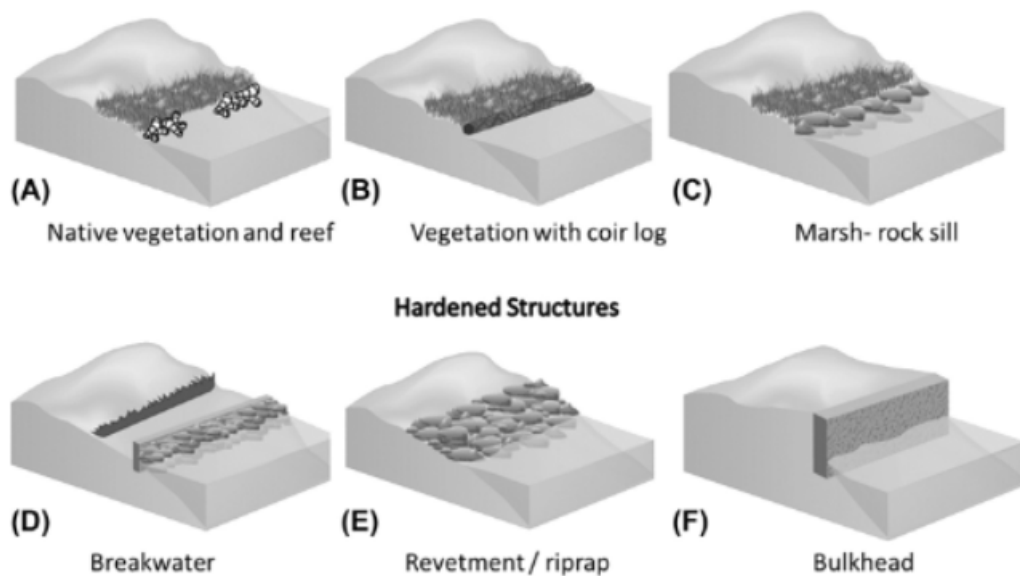 (A) (B) (C)
Native vegetation and reef Vegetation with coir log Marsh- rock sill
Hardened Structures
(D) (E) (F)
Breakwater Revetment / riprap Bulkhead